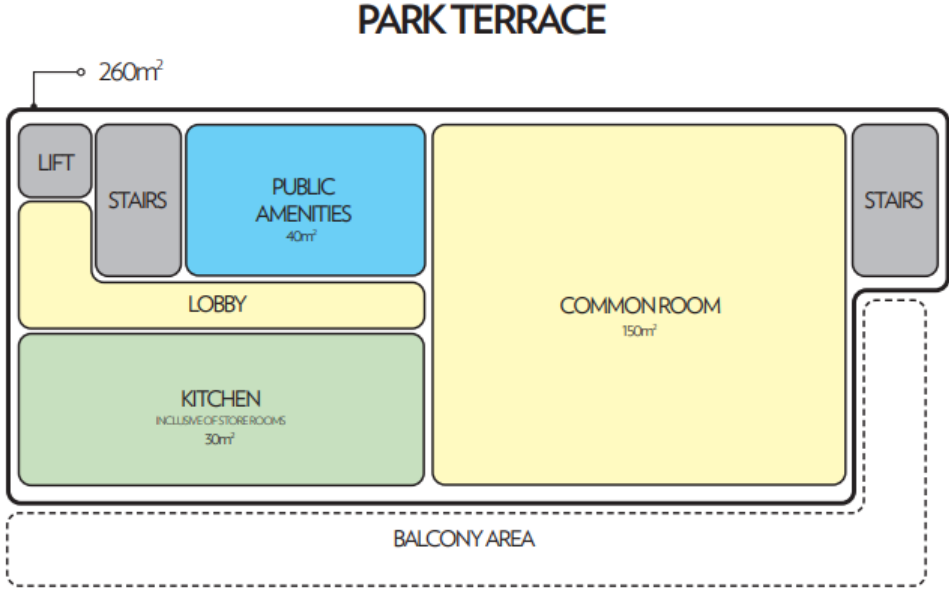 PARK TERRACE
260m²
LIFT
STAIRS
PUBLIC
AMENITIES
40m²
STAIRS
LOBBY
COMMON ROOM
150m²
KITCHEN
INCLUSIVE OF STORE ROOMS
30m²
BALCONY AREA